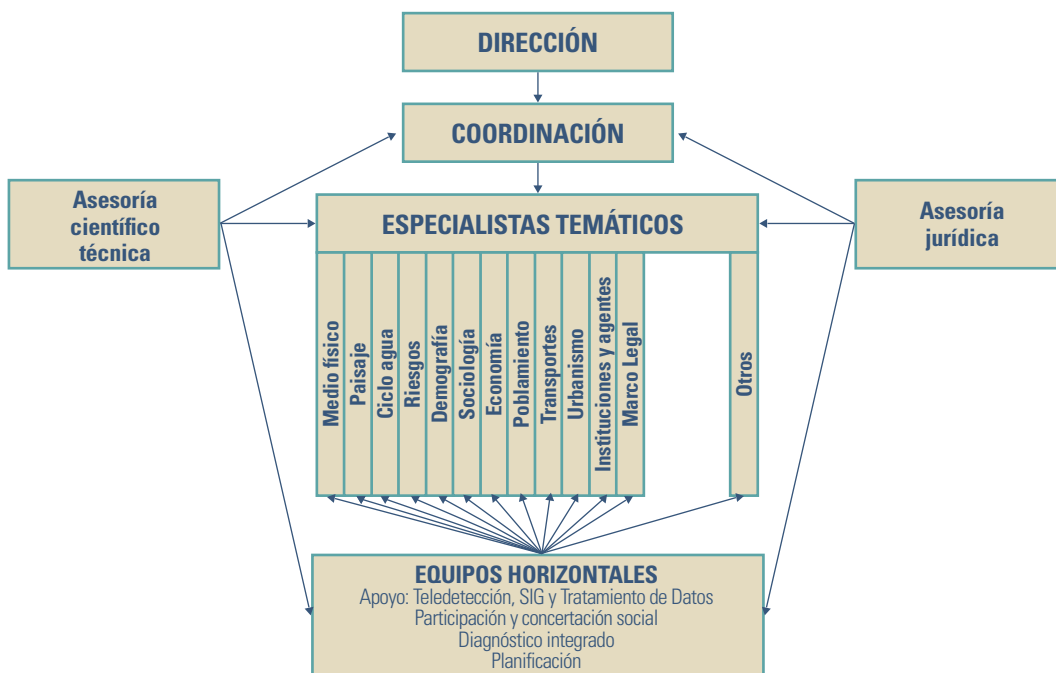 DIRECCIÓN
COORDINACIÓN
Asesoría
científico
técnica
ESPECIALISTAS TEMÁTICOS
Asesoría
jurídica
Medio físico
Paisaje
Ciclo agua
Riesgos
Demografía
Sociología
Economía
Poblamiento
Transportes
Urbanismo
Instituciones y agentes
Marco Legal
Otros
EQUIPOS HORIZONTALES
Apoyo: Teledetección, SIG y Tratamiento de Datos
Participación y concertación social
Diagnóstico integrado
Planificación